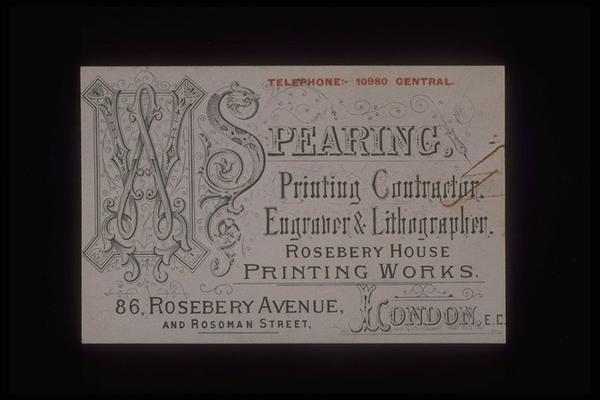 TELEPHONE:- 10980 CENTRAL.
W SPEARING,
Printing Contractor.
Engraver & Lithographer.
ROSEBERY HOUSE
PRINTING WORKS.
86, ROSEBERY AVENUE,
AND ROSOMAN STREET,
LONDON, E.C.